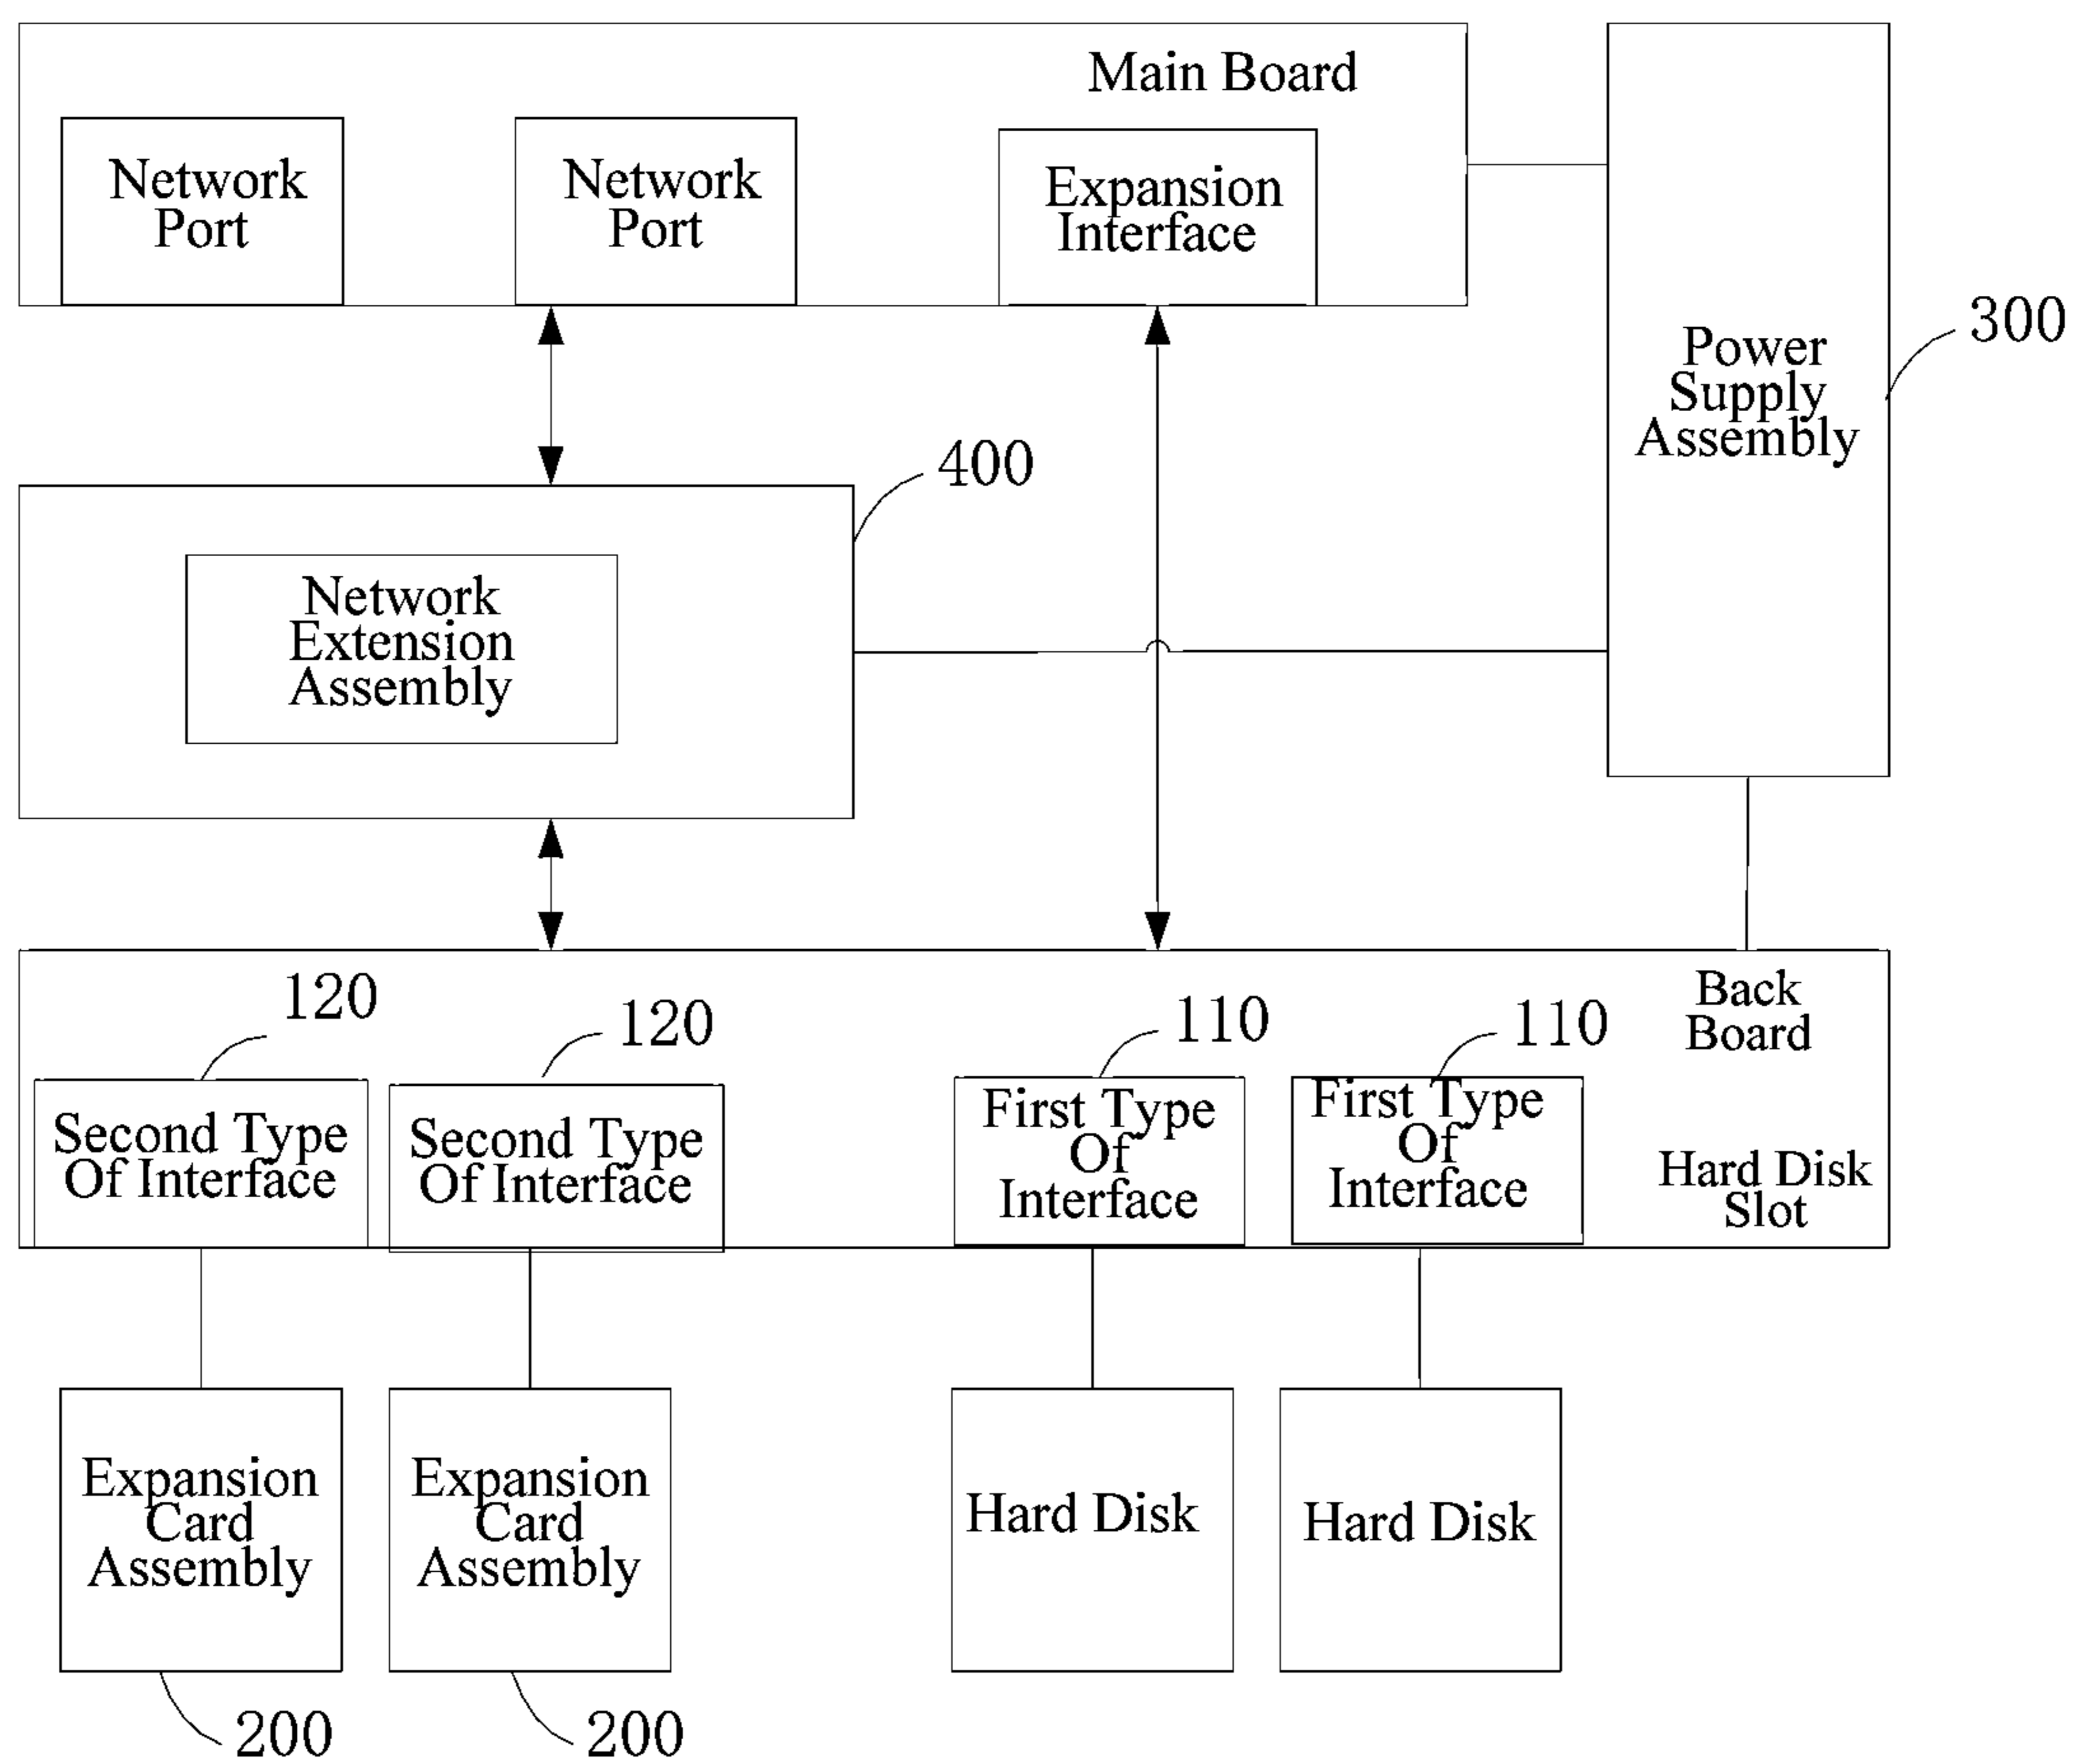 Main Board
Network
Port
Network
Port
Expansion
Interface
Power
Supply
Assembly
300
400
Network
Extension
Assembly
120
120
110
110
Back
Board
Second Type
Of Interface
Second Type
Of Interface
First Type
Of
Interface
First Type
Of
Interface
Hard Disk
Slot
Expansion
Card
Assembly
Expansion
Card
Assembly
Hard Disk
Hard Disk
200
200